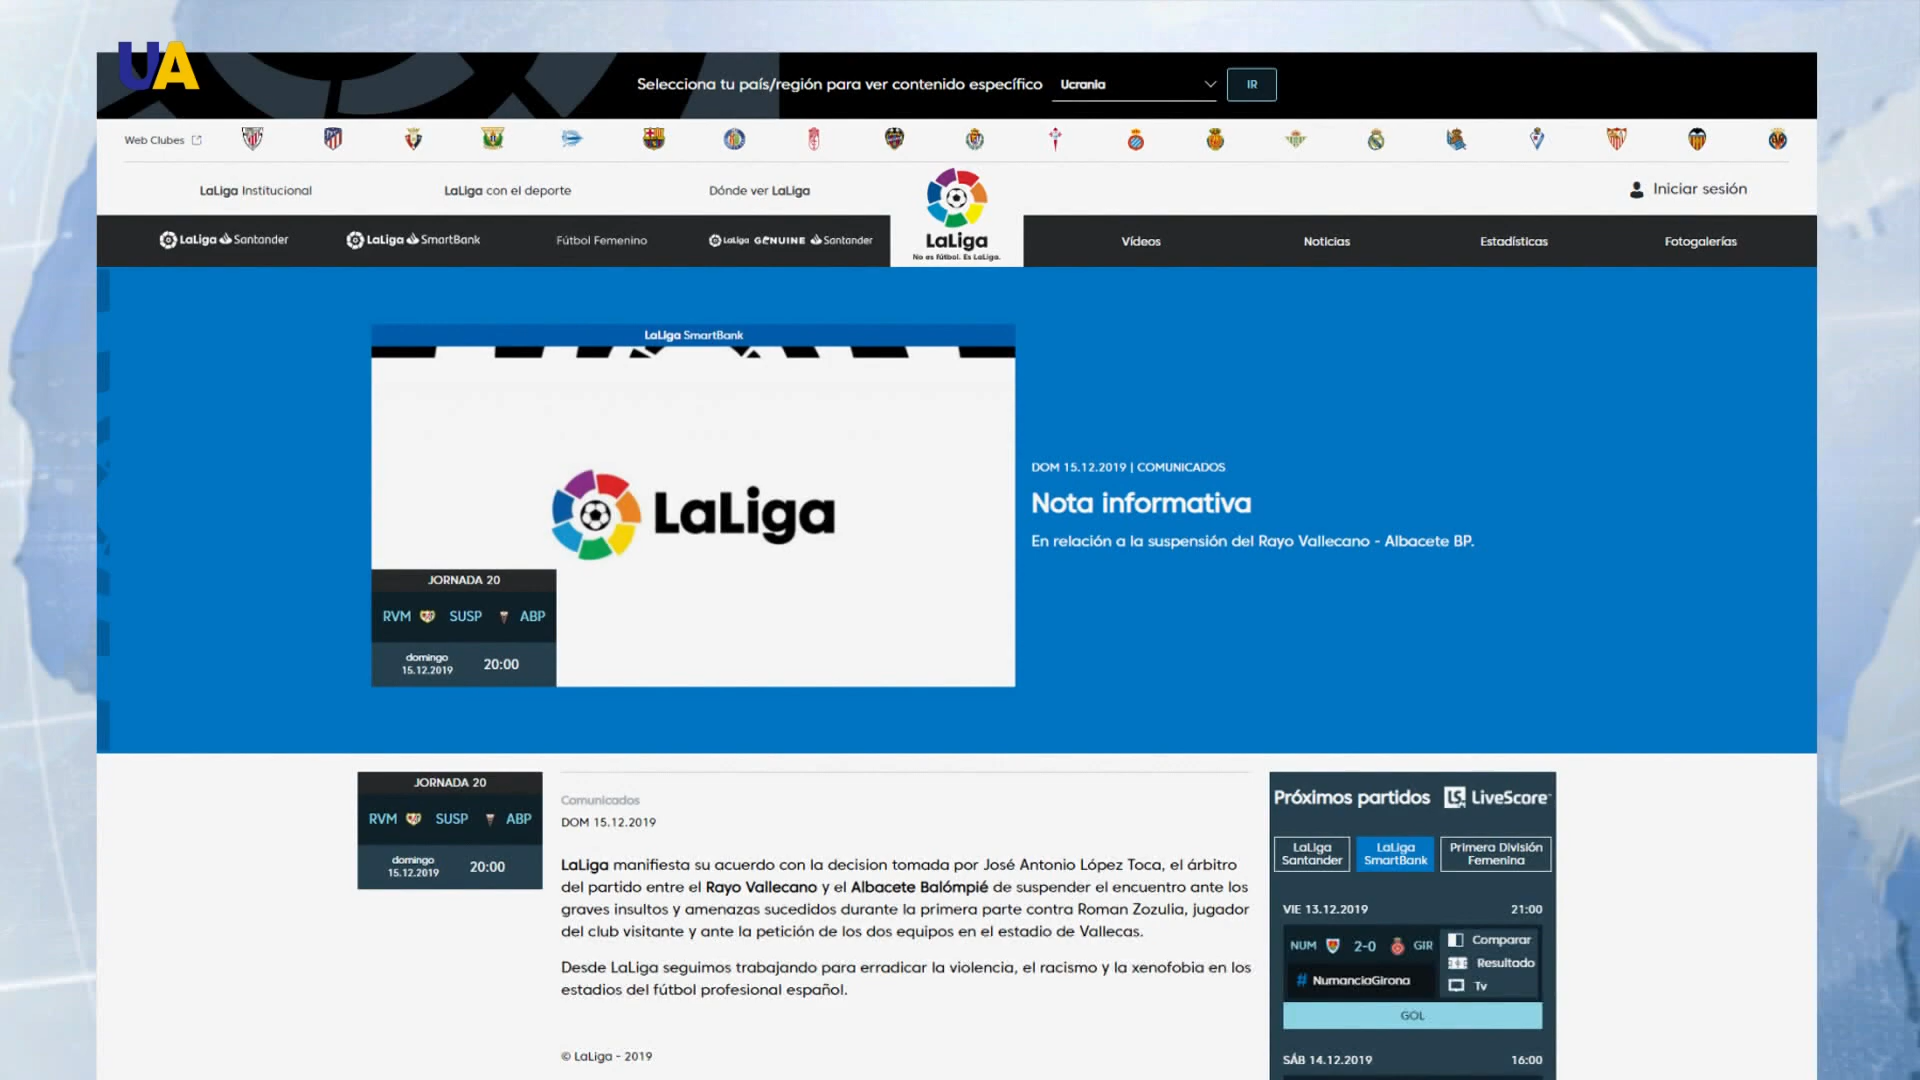 UA
Selecciona tu país/región para ver contenido específico Ucrania IR
Web Clubes
LaLiga Institucional LaLiga con el deporte Dónde ver LaLiga Iniciar sesión
LaLiga Santander LaLiga SmartBank Fútbol Femenino LaLiga GENUINE Santander LaLiga Vídeos Noticias Estadísticas Fotogalerías
No es fútbol. Es LaLiga.
LaLiga SmartBank
LaLiga
DOM 15.12.2019 | COMUNICADOS
Nota informativa
En relación a la suspensión del Rayo Vallecano - Albacete BP.
JORNADA 20
RVM SUSP ABP
domingo
15.12.2019 20:00
JORNADA 20
RVM SUSP ABP
domingo
15.12.2019 20:00
Comunicados
DOM 15.12.2019
LaLiga manifiesta su acuerdo con la decision tomada por José Antonio López Toca, el árbitro
del partido entre el Rayo Vallecano y el Albacete Balómpié de suspender el encuentro ante los
graves insultos y amenazas sucedidos durante la primera parte contra Roman Zozulia, jugador
del club visitante y ante la petición de los dos equipos en el estadio de Vallecas.
Desde LaLiga seguimos trabajando para erradicar la violencia, el racismo y la xenofobia en los
estadios del fútbol profesional español.
© LaLiga - 2019
Próximos partidos LS LiveScore
LaLiga
Santander
LaLiga
SmartBank
Primera División
Femenina
VIE 13.12.2019 21:00
NUM 2-0 GIR
# NumanciaGirona
Comparar
Resultado
Tv
GOL
SÁB 14.12.2019 16:00